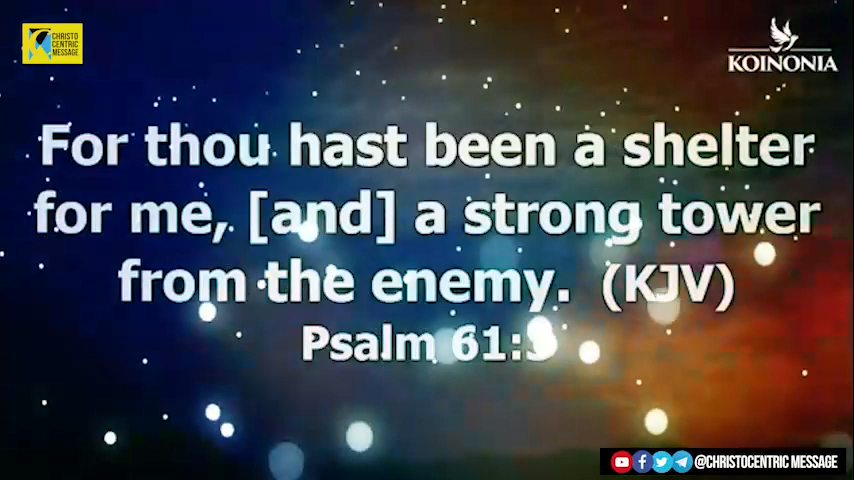 CHRISTO
CENTRIC
MESSAGE
KOINONIA
For thou hast been a shelter
for me, [and] a strong tower
from the enemy. (KJV)
Psalm 61:3
@CHRISTOCENTRIC MESSAGE